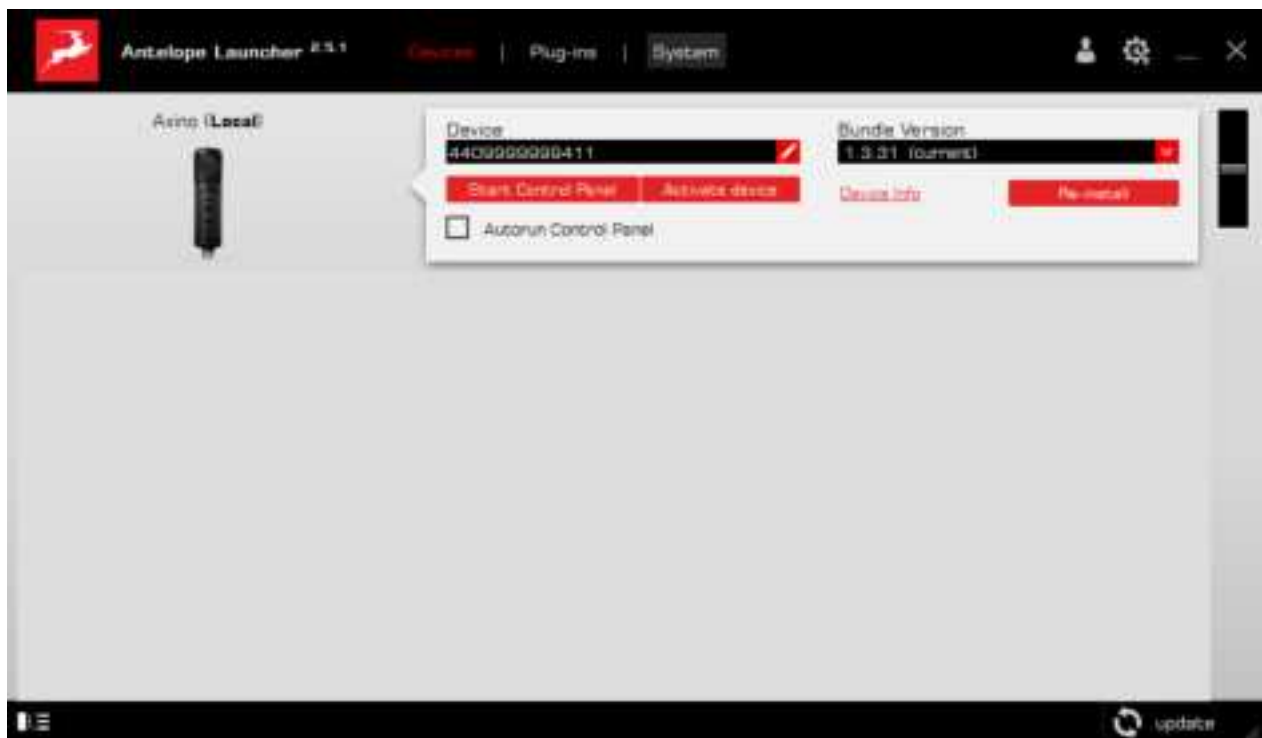 Antelope Launcher 2.5.1
Devices | Plug-ins | System
Axino (Local)
Device
4409999999411
Start Control Panel
Activate device
Autorun Control Panel
Bundle Version
1.3.31 (current)
Device Info
Re-install
update